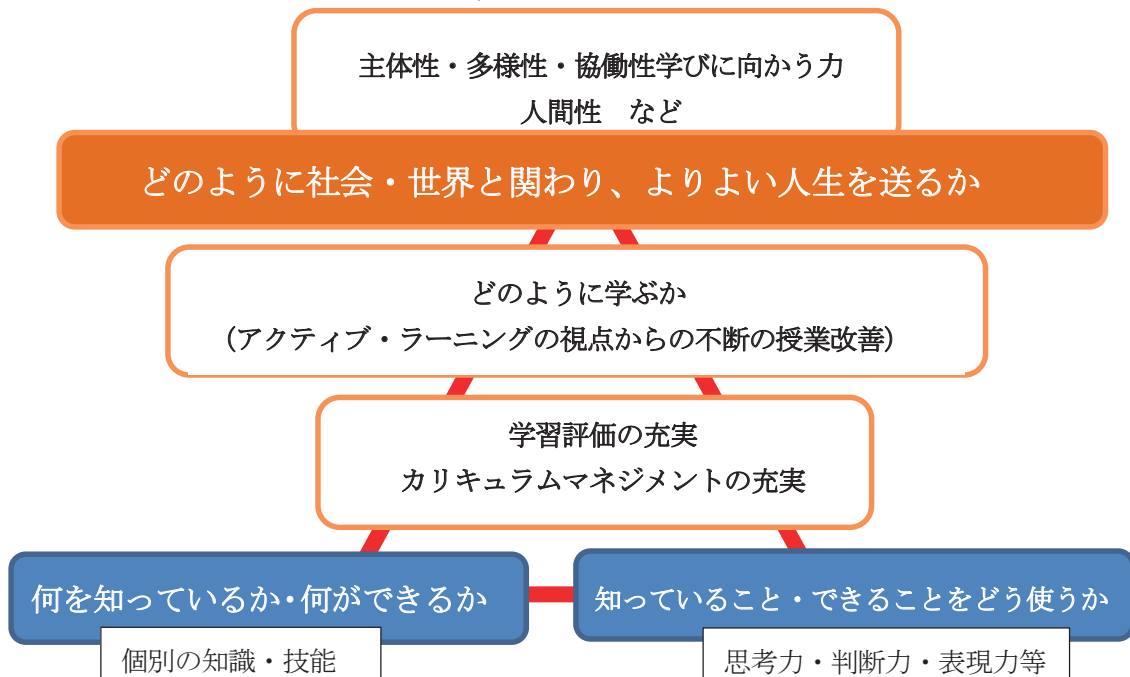 主体性・多様性・協働性学びに向かう力
人間性　など
どのように社会・世界と関わり、よりよい人生を送るか
どのように学ぶか
（アクティブ・ラーニングの視点からの不断の授業改善）
学習評価の充実
カリキュラムマネジメントの充実
何を知っているか・何ができるか
知っていること・できることをどう使うか
個別の知識・技能
思考力・判断力・表現力等